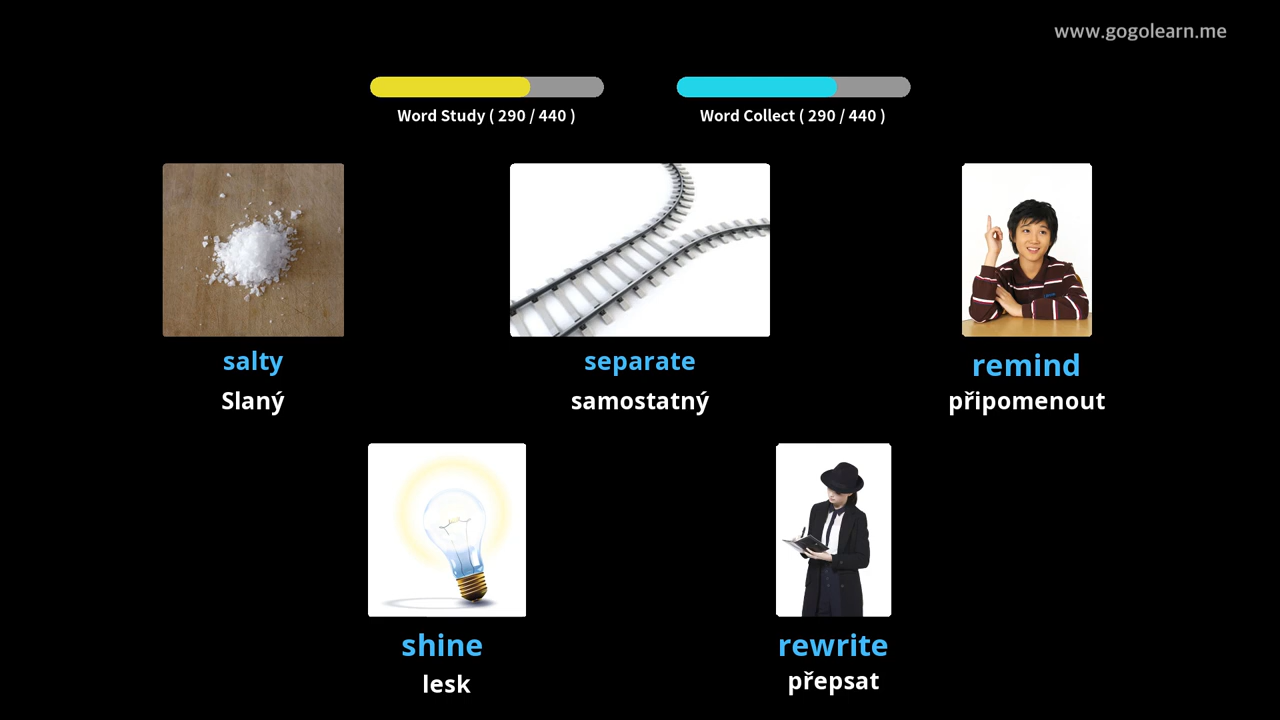 www.gogolearn.me
Word Study ( 290 / 440 )
Word Collect ( 290 / 440 )
salty
Slaný
separate
samostatný
remind
připomenout
shine
lesk
rewrite
přepsat